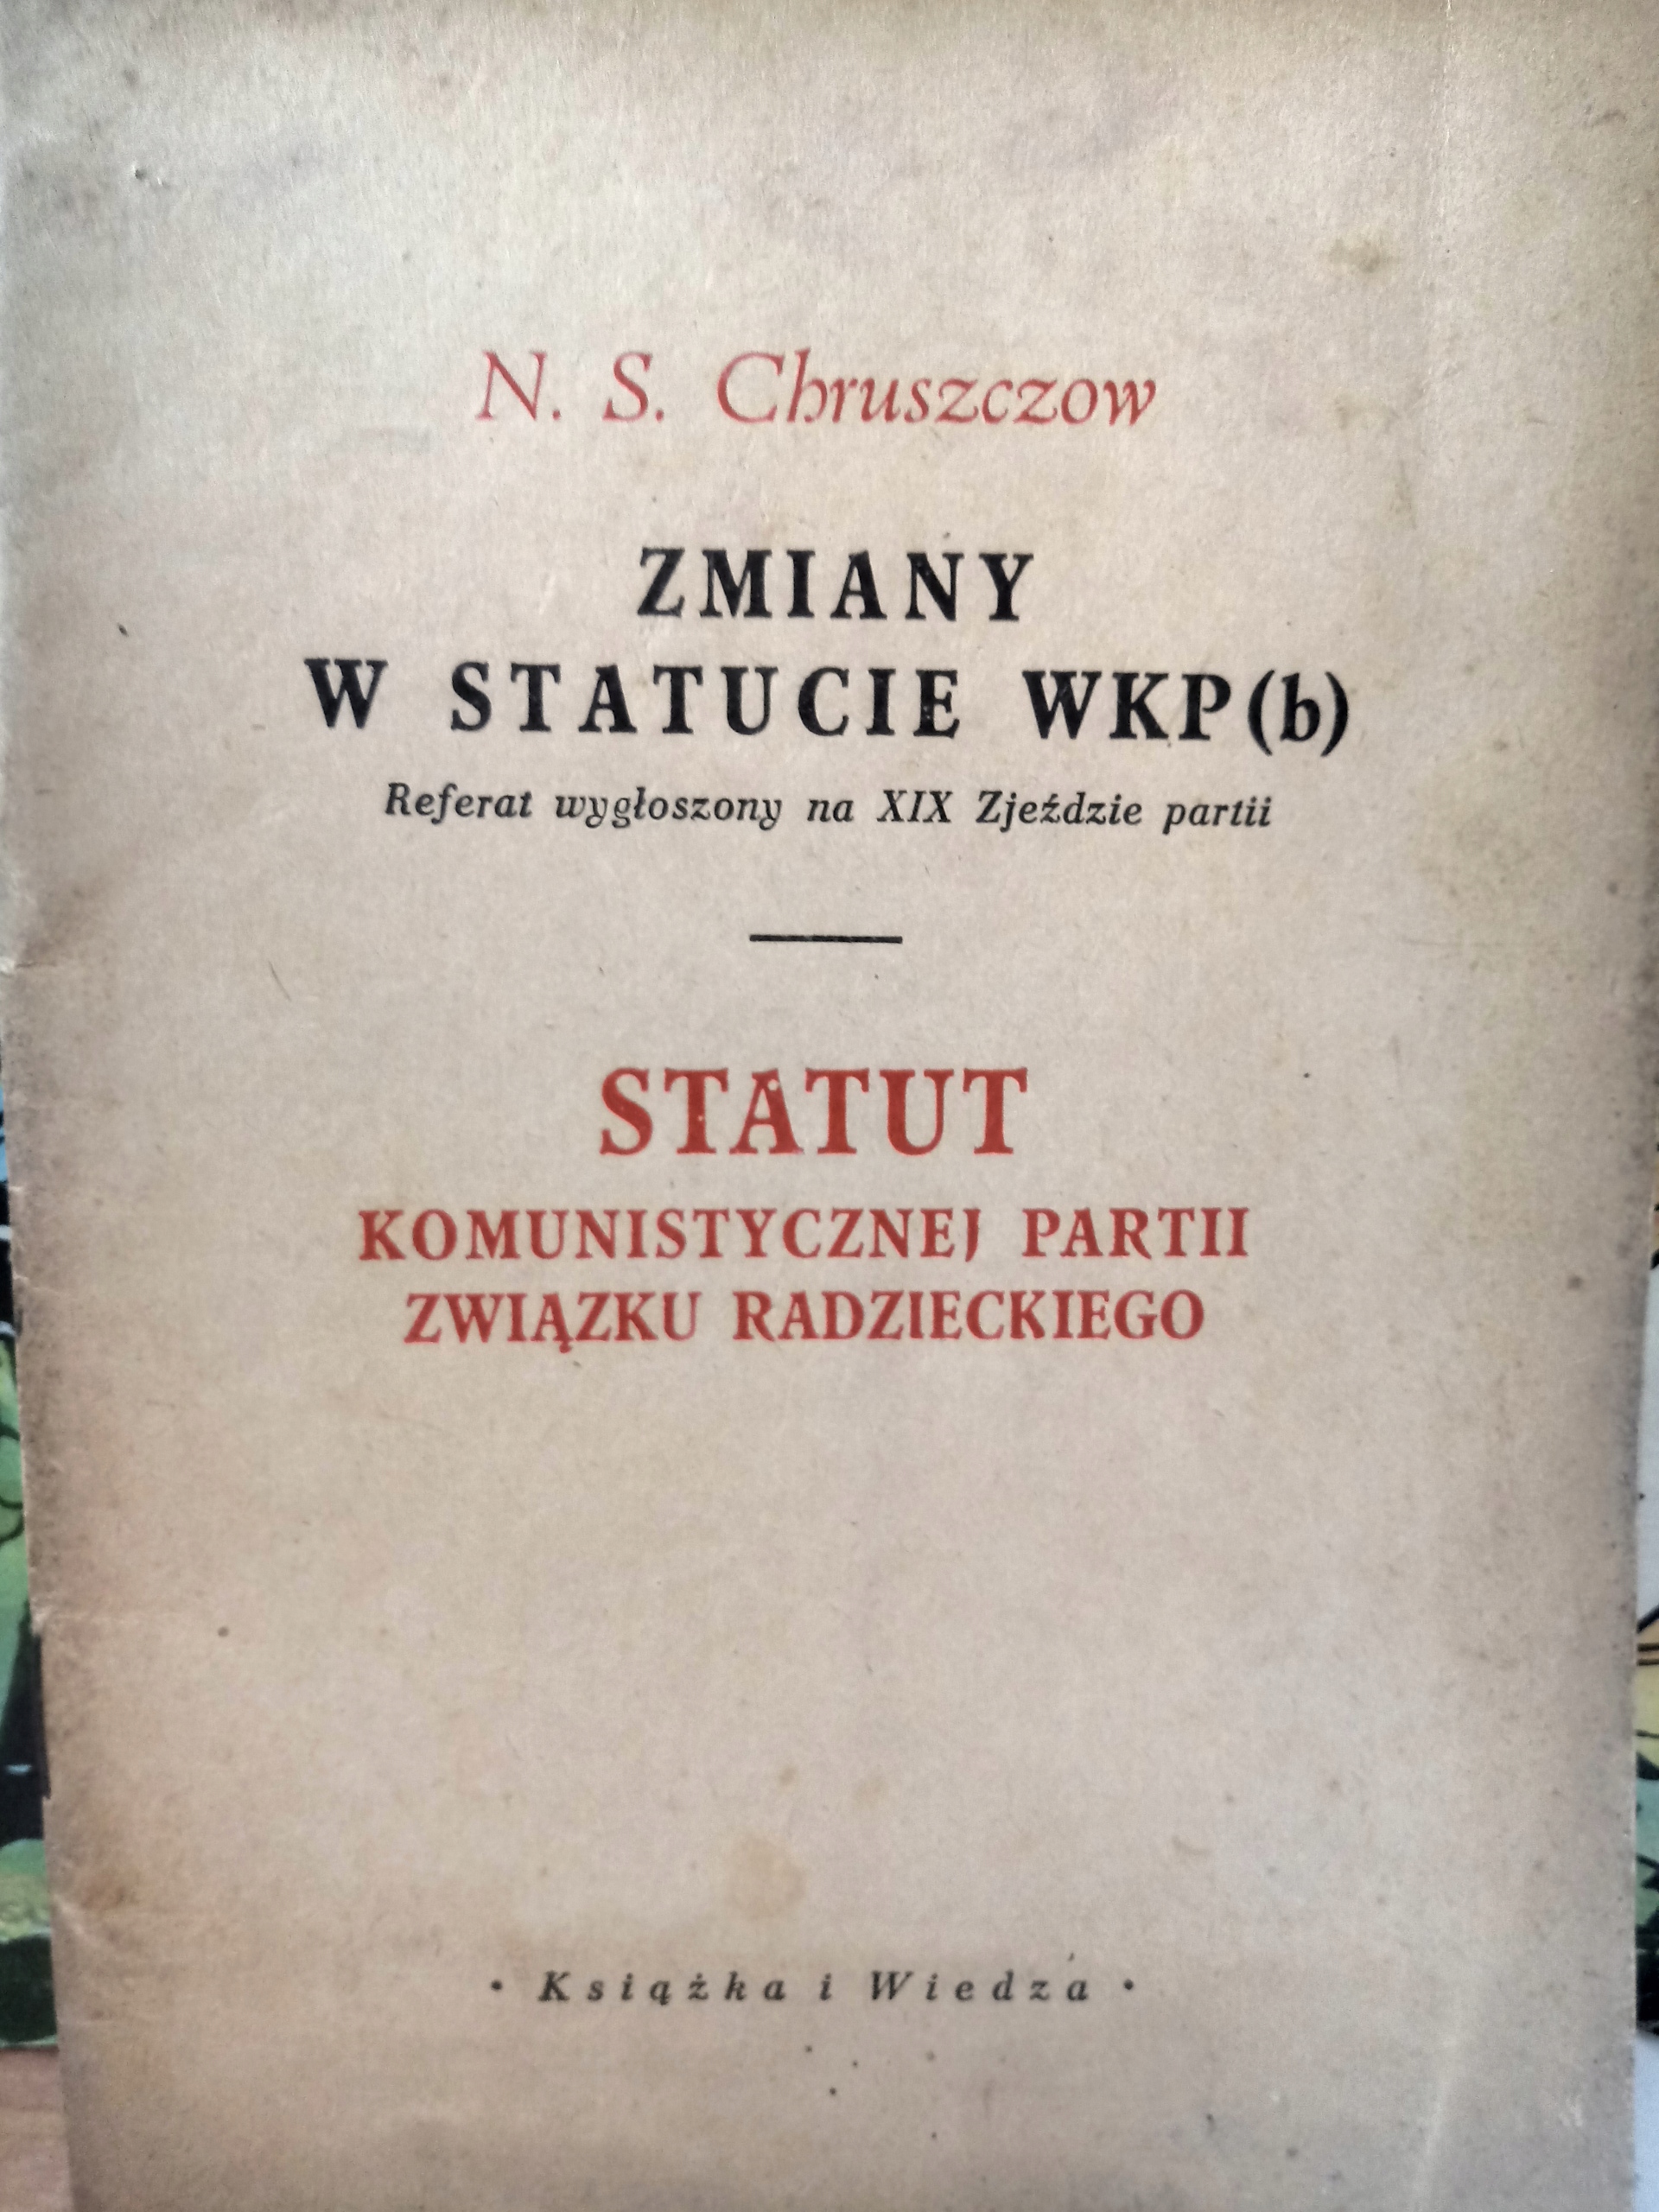 N. S. Chruszczow
ZMIANY
W STATUCIE WKP(b)
Referat wygłoszony na XIX Zjeździe partii
STATUT
KOMUNISTYCZNEJ PARTII
ZWIĄZKU RADZIECKIEGO
• Książka i Wiedza •